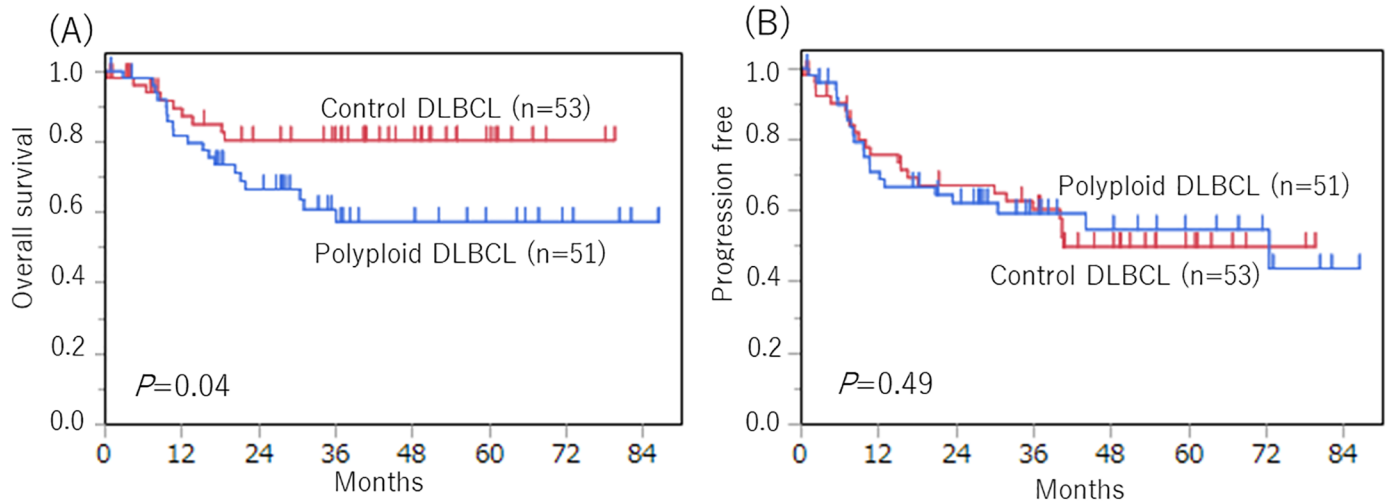 (A)
Overall survival
1.0
0.8
0.6
0.4
0.2
0.0
Control DLBCL (n=53)
Polyploid DLBCL (n=51)
P=0.04
0 12 24 36 48 60 72 84
Months
(B)
Progression free
1.0
0.8
0.6
0.4
0.2
0.0
Polyploid DLBCL (n=51)
Control DLBCL (n=53)
P=0.49
0 12 24 36 48 60 72 84
Months